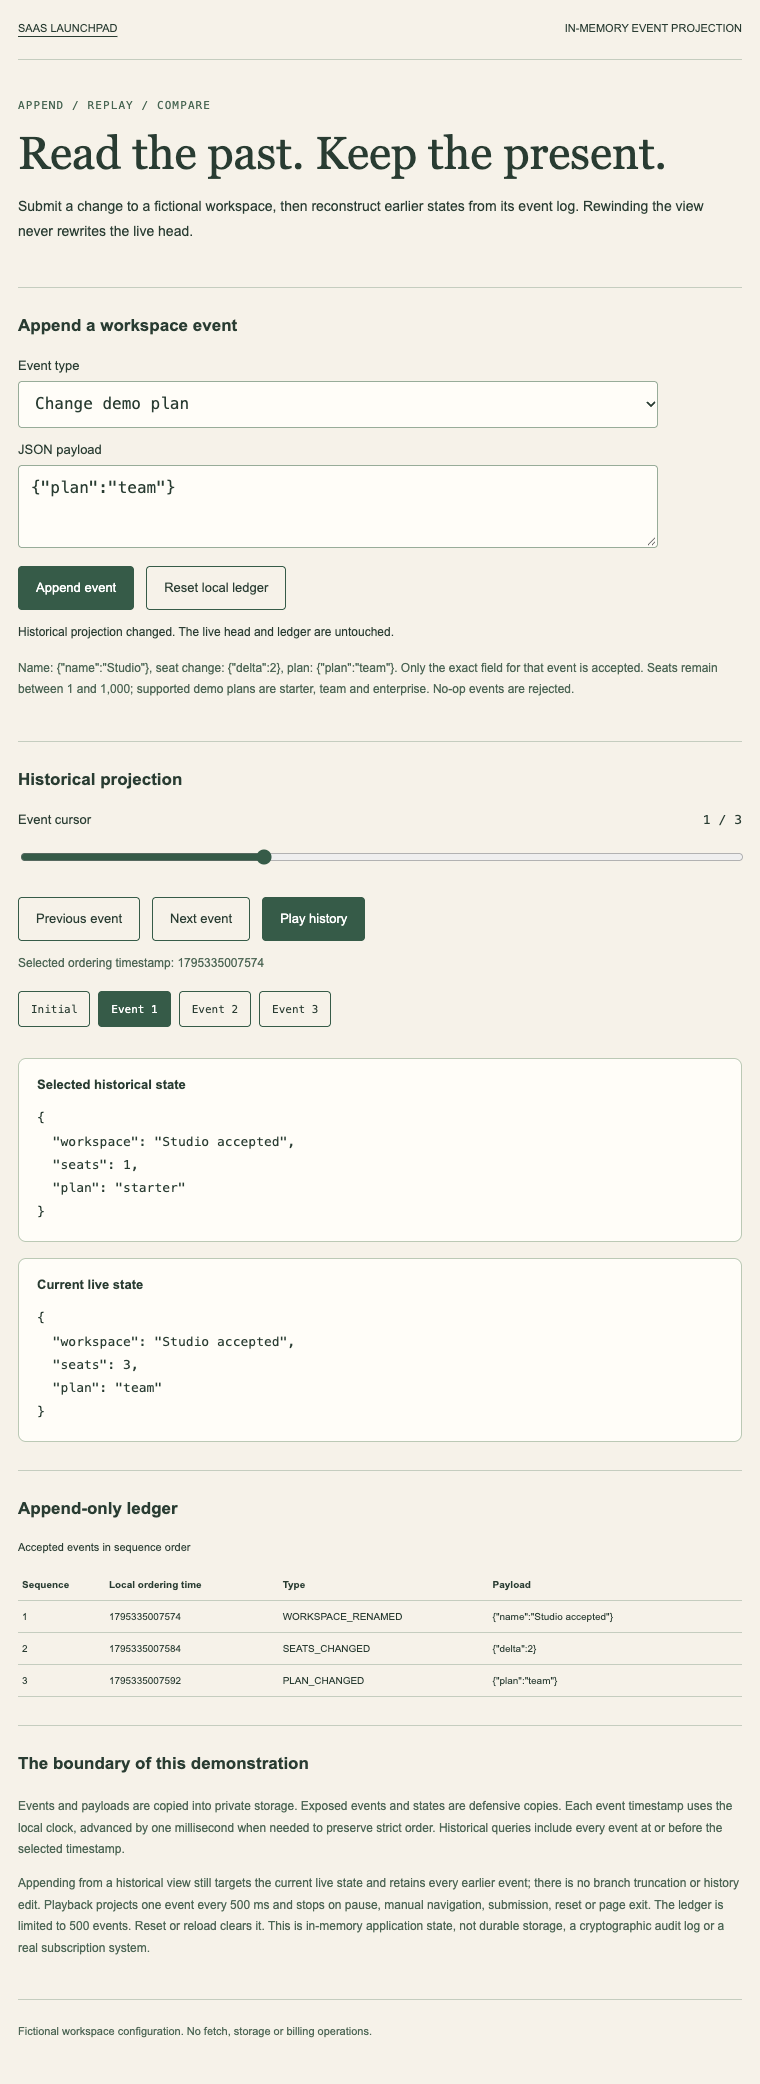 SAAS LAUNCHPAD
IN-MEMORY EVENT PROJECTION
APPEND / REPLAY / COMPARE
Read the past. Keep the present.
Submit a change to a fictional workspace, then reconstruct earlier states from its event log. Rewinding the view
never rewrites the live head.
Append a workspace event
Event type
Change demo plan
JSON payload
{"plan":"team"}
Append event
Reset local ledger
Historical projection changed. The live head and ledger are untouched.
Name: {"name":"Studio"}, seat change: {"delta":2}, plan: {"plan":"team"}. Only the exact field for that event is accepted. Seats remain
between 1 and 1,000; supported demo plans are starter, team and enterprise. No-op events are rejected.
Historical projection
Event cursor
1 / 3
Previous event
Next event
Play history
Selected ordering timestamp: 1795335007574
Initial
Event 1
Event 2
Event 3
Selected historical state
{
"workspace": "Studio accepted",
"seats": 1,
"plan": "starter"
}
Current live state
{
"workspace": "Studio accepted",
"seats": 3,
"plan": "team"
}
Append-only ledger
Accepted events in sequence order
Sequence Local ordering time Type Payload
1 1795335007574 WORKSPACE_RENAMED {"name":"Studio accepted"}
2 1795335007584 SEATS_CHANGED {"delta":2}
3 1795335007592 PLAN_CHANGED {"plan":"team"}
The boundary of this demonstration
Events and payloads are copied into private storage. Exposed events and states are defensive copies. Each event timestamp uses the
local clock, advanced by one millisecond when needed to preserve strict order. Historical queries include every event at or before the
selected timestamp.
Appending from a historical view still targets the current live state and retains every earlier event; there is no branch truncation or history
edit. Playback projects one event every 500 ms and stops on pause, manual navigation, submission, reset or page exit. The ledger is
limited to 500 events. Reset or reload clears it. This is in-memory application state, not durable storage, a cryptographic audit log or a
real subscription system.
Fictional workspace configuration. No fetch, storage or billing operations.